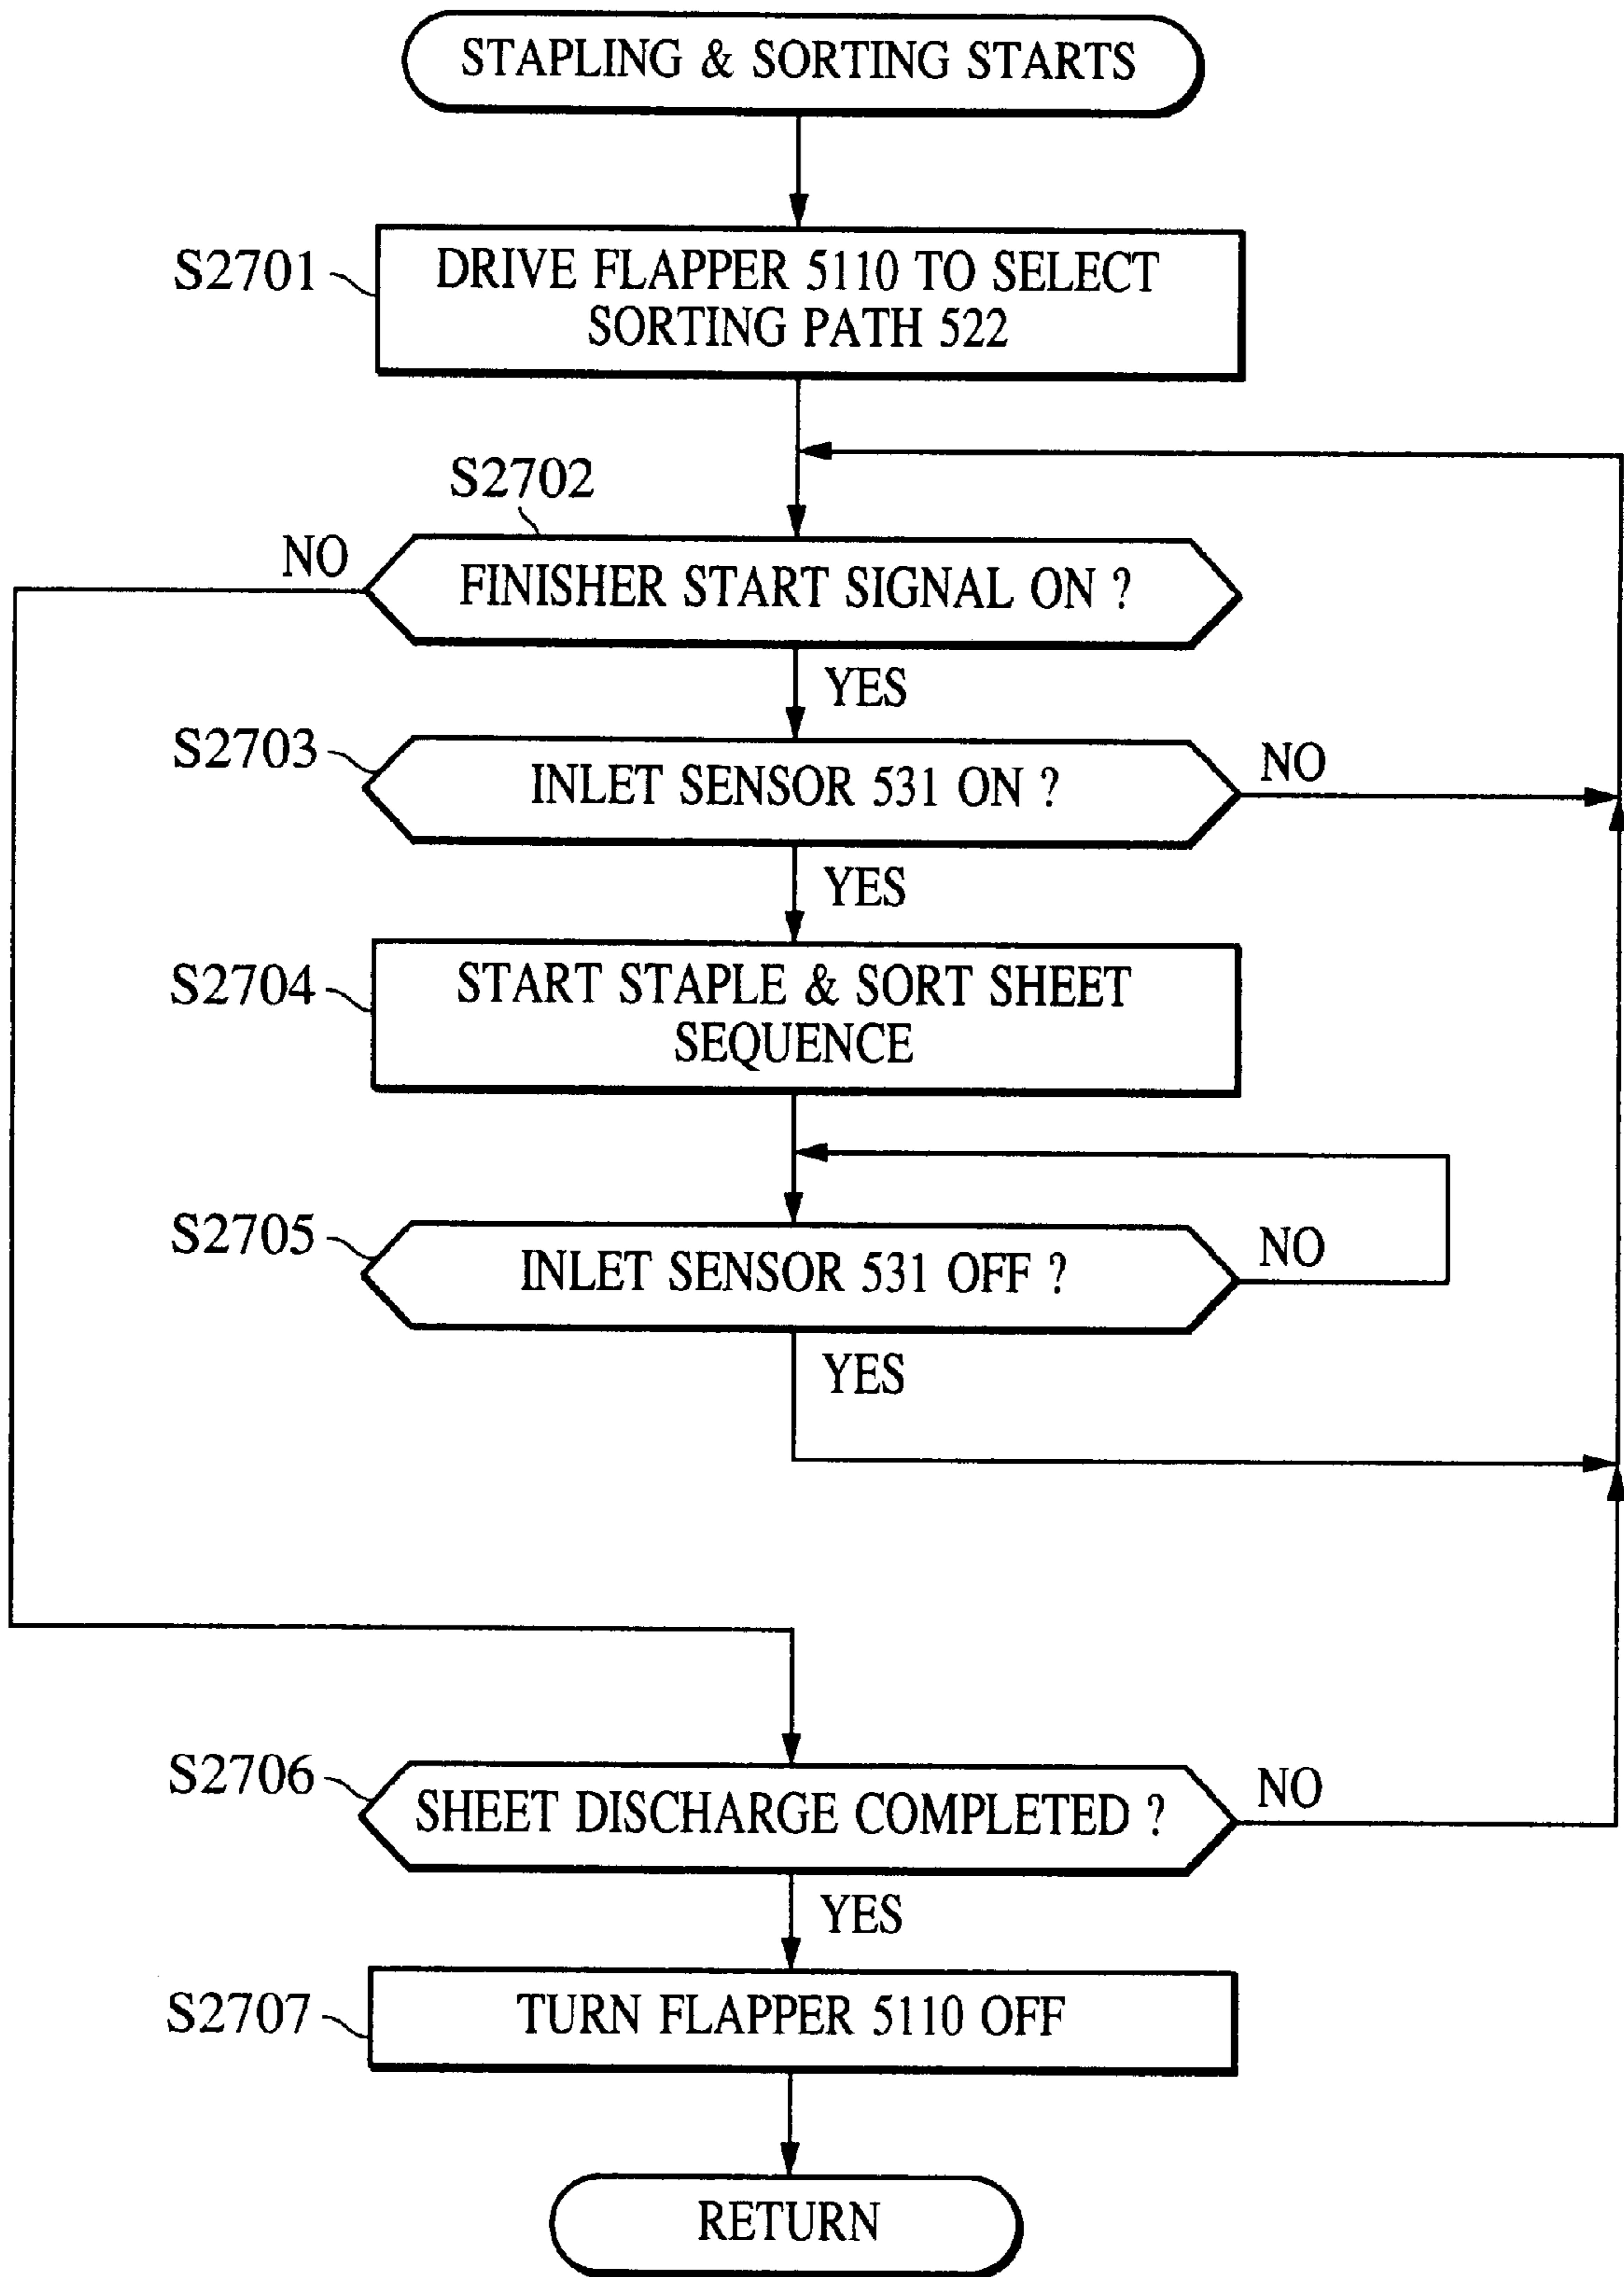 STAPLING & SORTING STARTS
S2701
DRIVE FLAPPER 5110 TO SELECT
SORTING PATH 522
S2702
NO
FINISHER START SIGNAL ON ?
YES
S2703
INLET SENSOR 531 ON ?
NO
YES
S2704
START STAPLE & SORT SHEET
SEQUENCE
S2705
INLET SENSOR 531 OFF ?
NO
YES
S2706
SHEET DISCHARGE COMPLETED ?
NO
YES
S2707
TURN FLAPPER 5110 OFF
RETURN